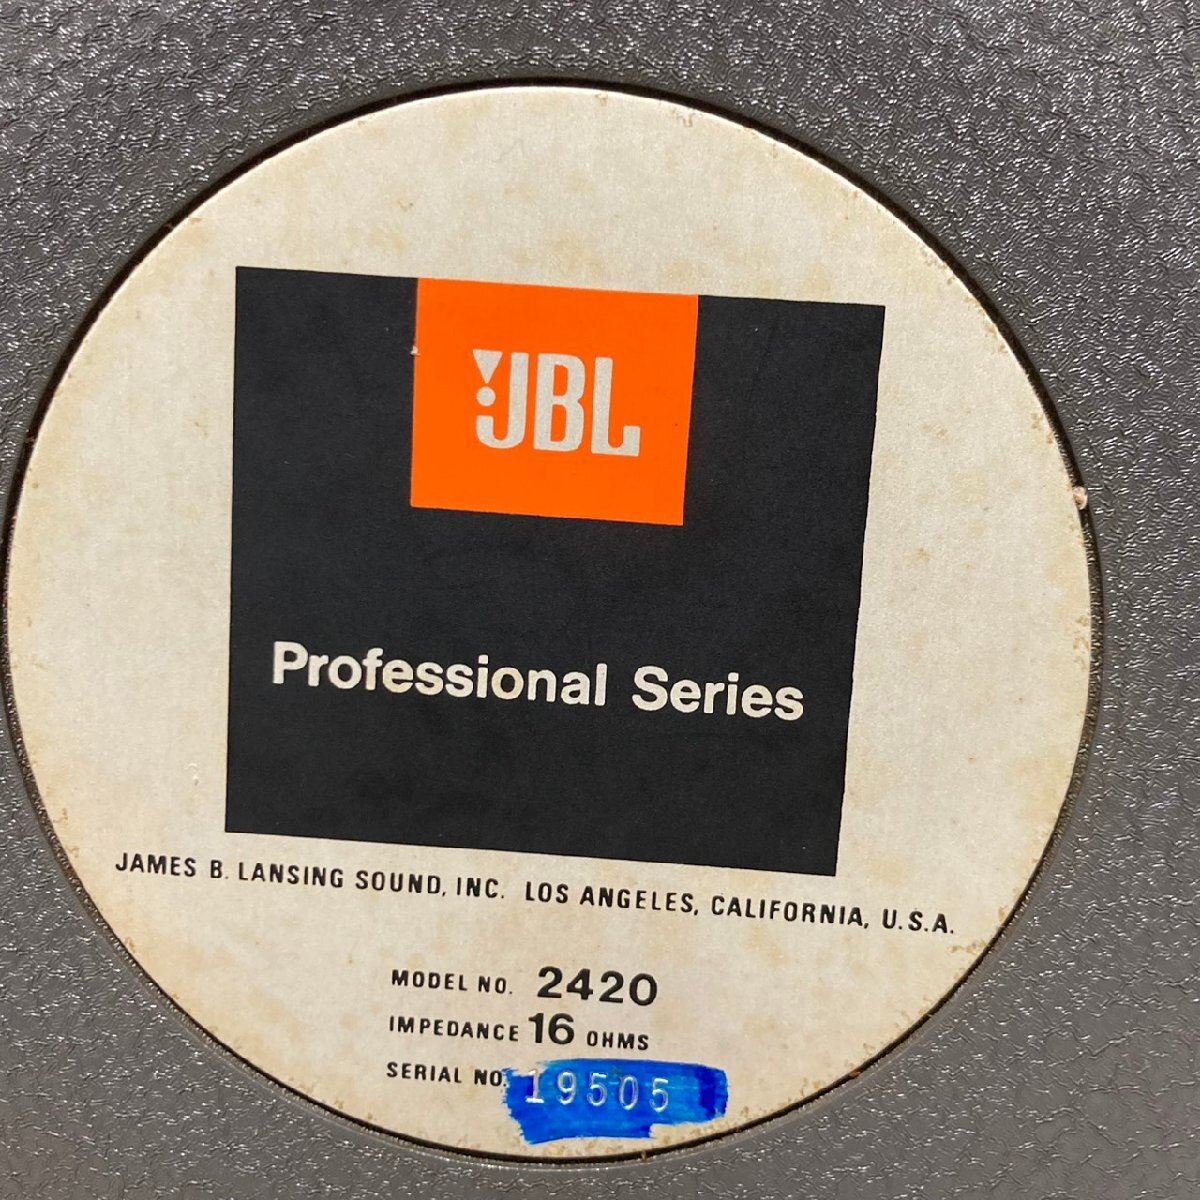 JBL
Professional Series
JAMES B. LANSING SOUND, INC. LOS ANGELES, CALIFORNIA, U.S.A.
MODEL NO. 2420
IMPEDANCE 16 OHMS
SERIAL NO. 19505